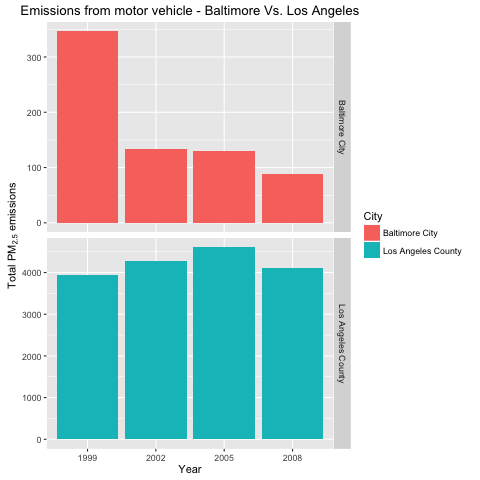 Emissions from motor vehicle - Baltimore Vs. Los Angeles
Total PM2.5 emissions
300
200
100
0
Baltimore City
4000
3000
2000
1000
0
Los Angeles County
1999
2002
2005
2008
Year
City
Baltimore City
Los Angeles County